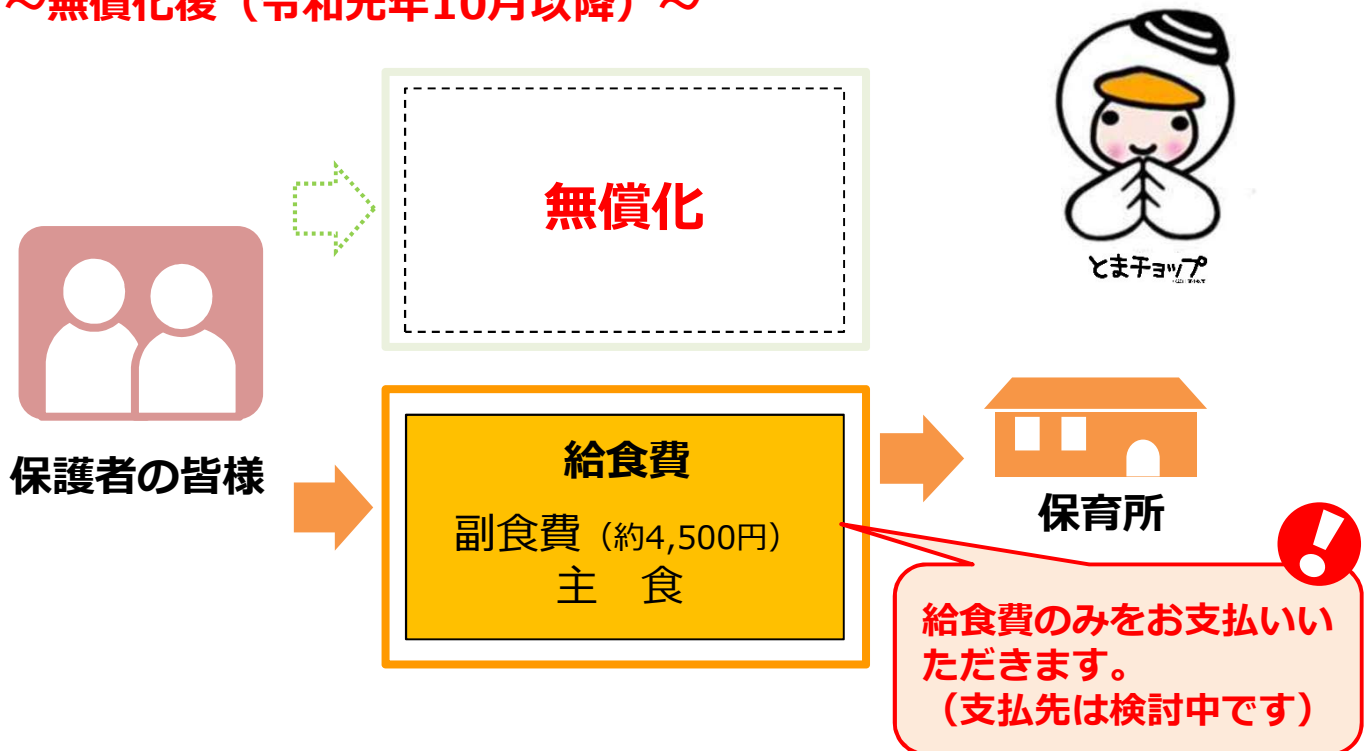 ～無償化後（令和元年10月以降）～
無償化
とまチョップ
保護者の皆様
給食費
副食費（約4,500円）
主　食
保育所
給食費のみをお支払いい
ただきます。
（支払先は検討中です）